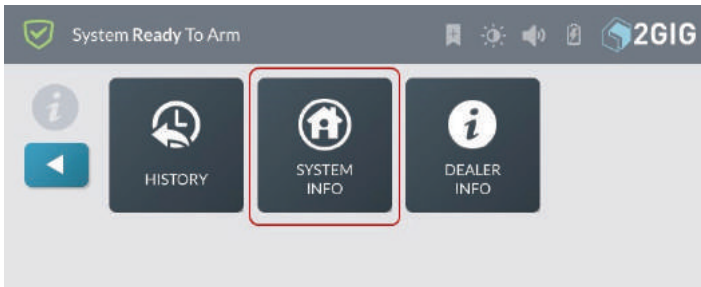 System Ready To Arm
2GIG
HISTORY
SYSTEM
INFO
DEALER
INFO